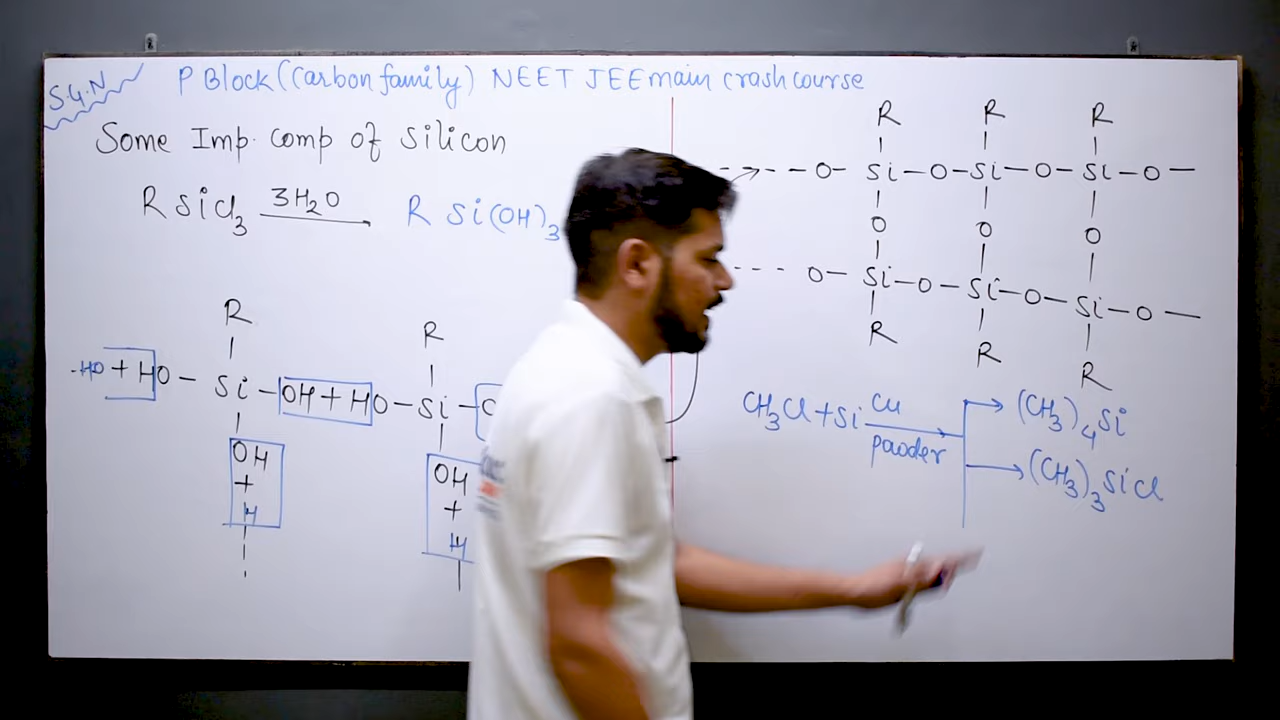 S.G.N
P Block (Carbon family) NEET JEE main crash course
Some Imp. comp of silicon
R SiCl3 3H2O R Si(OH)3
R R
-HO + HO - Si - OH + HO - Si -
OH OH
+ +
H H
R R R
--- O - Si - O - Si - O - Si - O -
O O O
--- O - Si - O - Si - O - Si - O -
R R R
CH3Cl + Si Cu powder (CH3)4Si
(CH3)3SiCl